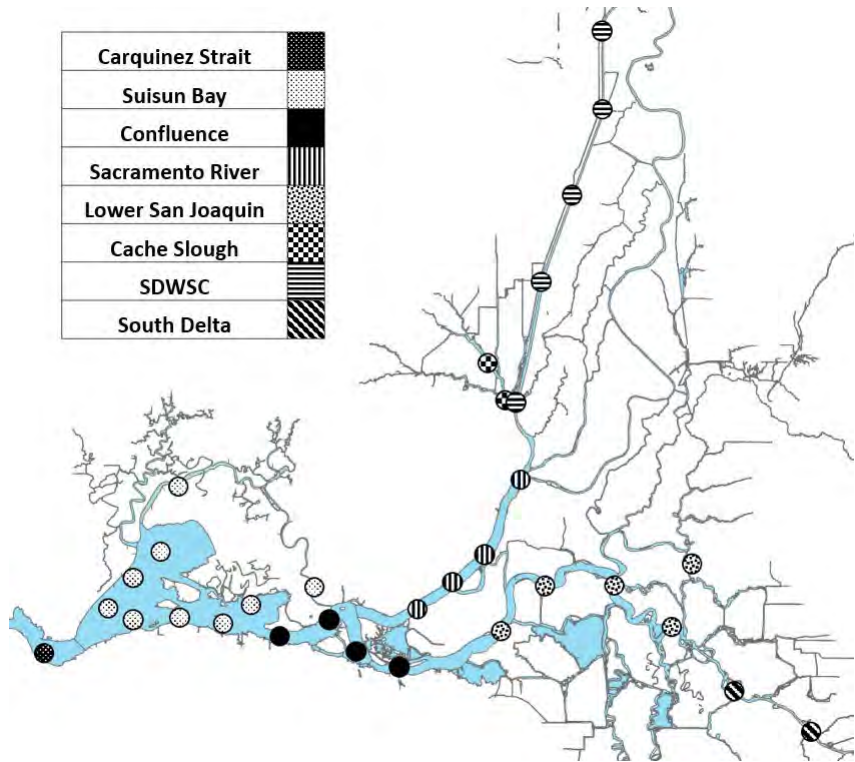 Carquinez Strait
Suisun Bay
Confluence
Sacramento River
Lower San Joaquin
Cache Slough
SDWSC
South Delta